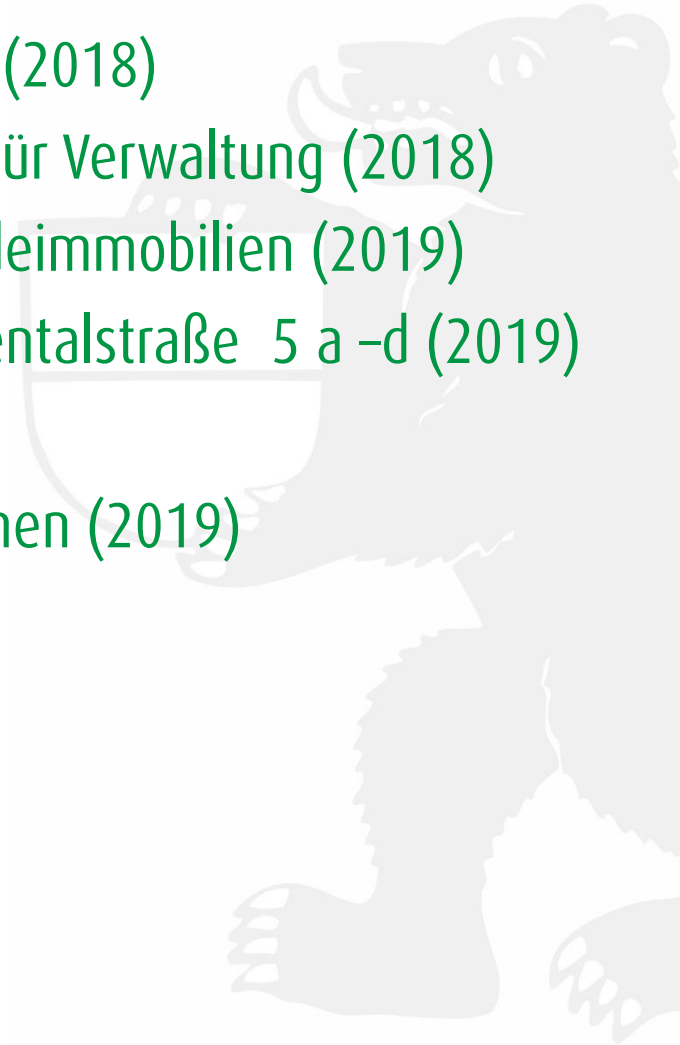 (2018)
ür Verwaltung (2018)
leimmobilien (2019)
entalstraße  5 a –d (2019)
nen (2019)